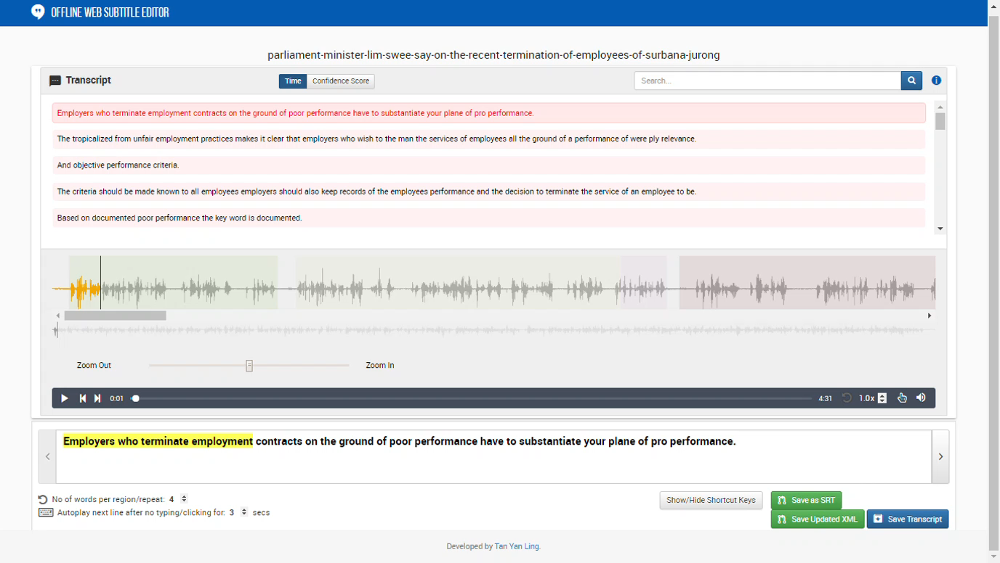 OFFLINE WEB SUBTITLE EDITOR
parliament-minister-lim-swee-say-on-the-recent-termination-of-employees-of-surbana-jurong
Transcript
Time Confidence Score
Search...
Employers who terminate employment contracts on the ground of poor performance have to substantiate your plane of pro performance.
The tropicalized from unfair employment practices makes it clear that employers who wish to the man the services of employees all the ground of a performance of were ply relevance.
And objective performance criteria.
The criteria should be made known to all employees employers should also keep records of the employees performance and the decision to terminate the service of an employee to be.
Based on documented poor performance the key word is documented.
Zoom Out Zoom In
0:01 4:31 1.0x
Employers who terminate employment contracts on the ground of poor performance have to substantiate your plane of pro performance.
No of words per region/repeat: 4
Autoplay next line after no typing/clicking for: 3 secs
Show/Hide Shortcut Keys
Save as SRT
Save Updated XML
Save Transcript
Developed by Tan Yan Ling.